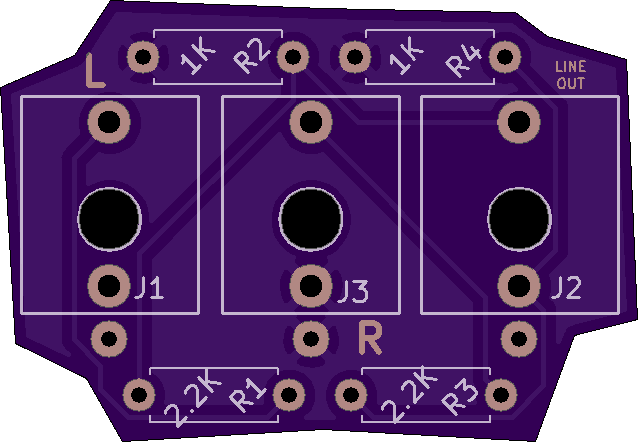 1K R2 1K R4
L LINE
OUT
J1 J3 J2
R
2.2K R1 2.2K R3